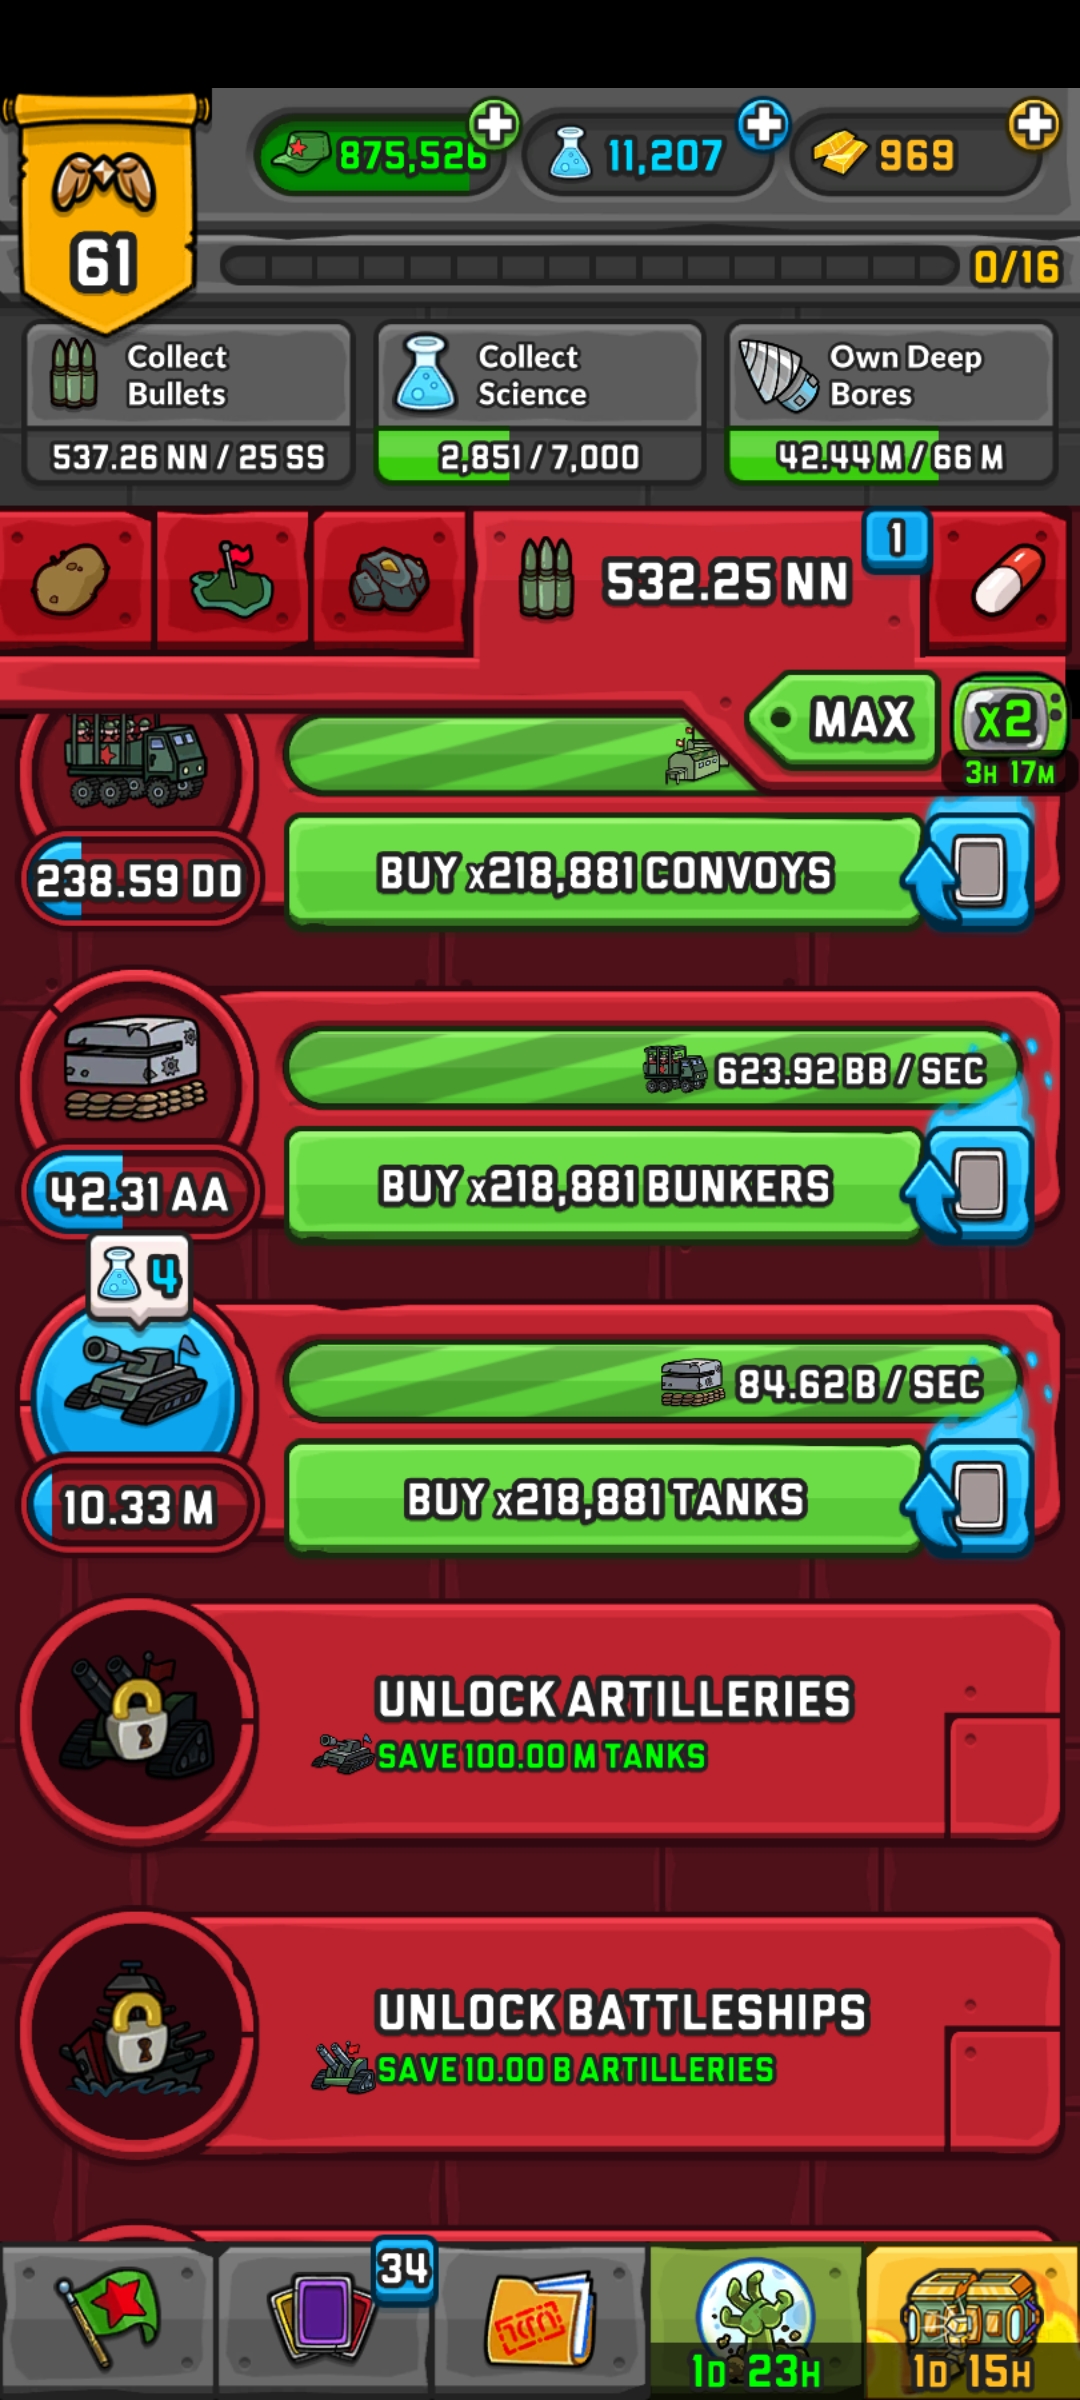 61
875,526
11,207
969
0/16
Collect
Bullets
537.26 NN / 25 SS
Collect
Science
2,851 / 7,000
Own Deep
Bores
42.44 M / 66 M
532.25 NN
1
MAX
x2
3H 17M
238.59 DD
BUY x218,881 CONVOYS
623.92 BB / SEC
42.31 AA
BUY x218,881 BUNKERS
4
84.62 B / SEC
10.33 M
BUY x218,881 TANKS
UNLOCK ARTILLERIES
SAVE 100.00 M TANKS
UNLOCK BATTLESHIPS
SAVE 10.00 B ARTILLERIES
34
1D 23H
1D 15H